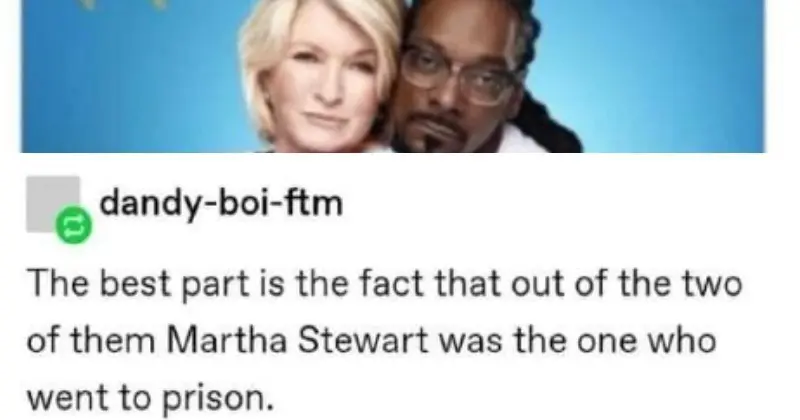 dandy-boi-ftm
The best part is the fact that out of the two
of them Martha Stewart was the one who
went to prison.